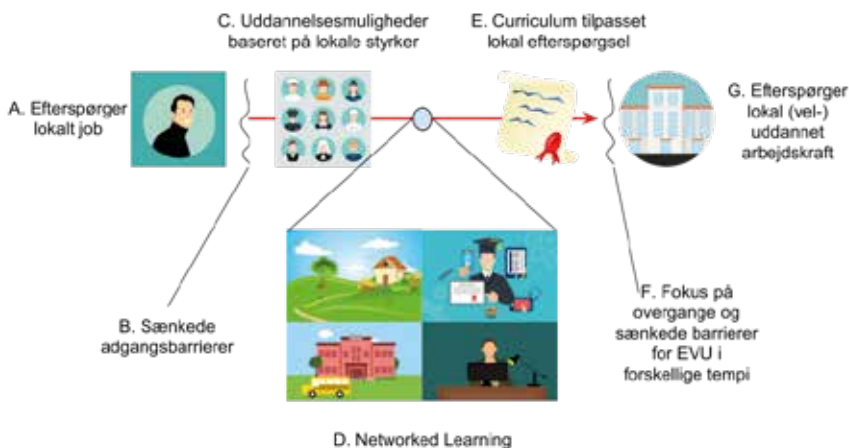 C. Uddannelsesmuligheder
baseret på lokale styrker
E. Curriculum tilpasset
lokal efterspørgsel
A. Efterspørger
lokalt job
G. Efterspørger
lokal (vel-)
uddannet
arbejdskraft
B. Sænkede
adgangsbarrierer
F. Fokus på
overgange og
sænkede barrierer
for EVU i
forskellige tempi
D. Networked Learning